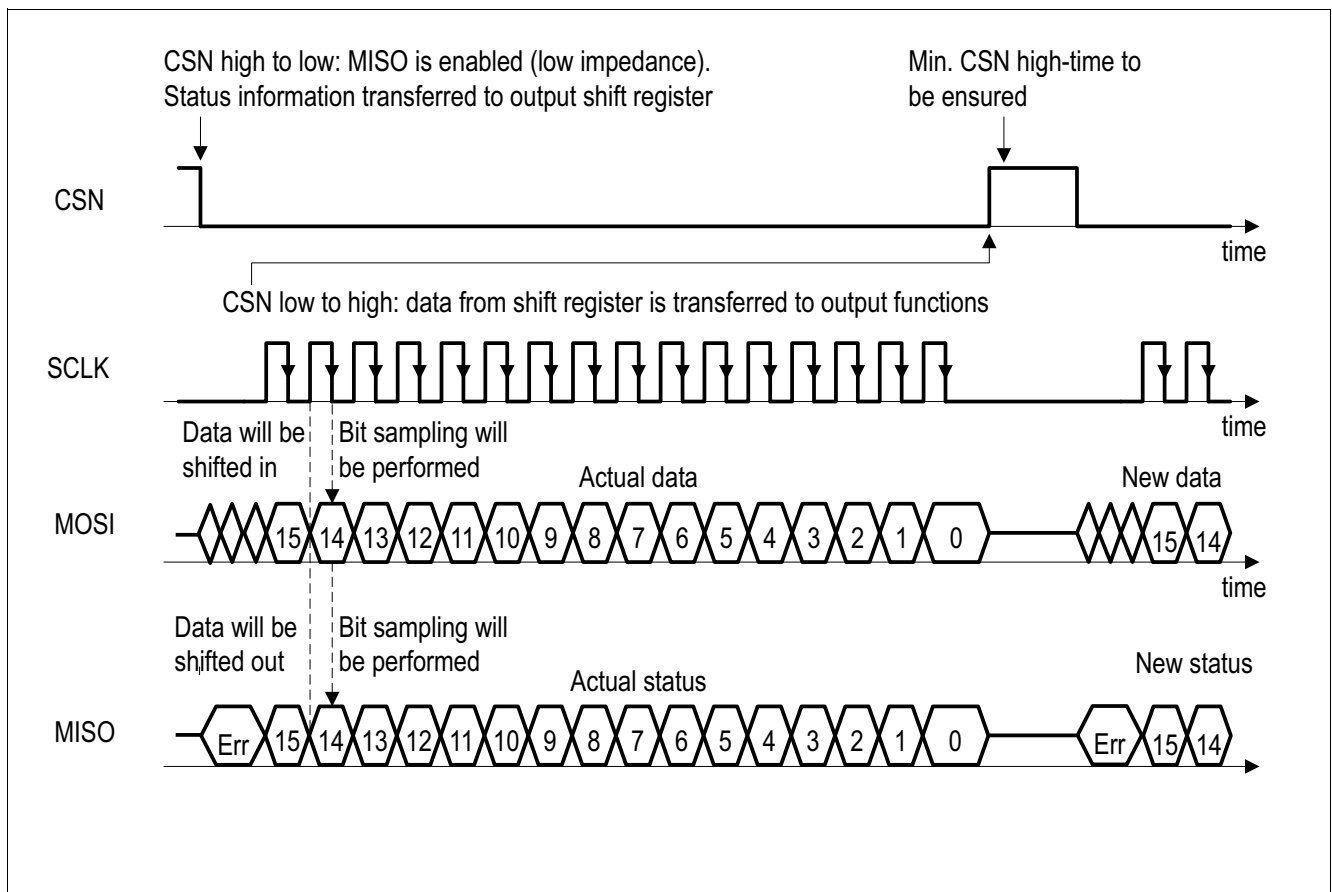 CSN high to low: MISO is enabled (low impedance).
Status information transferred to output shift register
Min. CSN high-time to
be ensured
CSN
time
CSN low to high: data from shift register is transferred to output functions
SCLK
time
Data will be
shifted in
Bit sampling will
be performed
Actual data
New data
MOSI
15 14 13 12 11 10 9 8 7 6 5 4 3 2 1 0 15 14
time
Data will be
shifted out
Bit sampling will
be performed
Actual status
New status
MISO
Err 15 14 13 12 11 10 9 8 7 6 5 4 3 2 1 0 Err 15 14